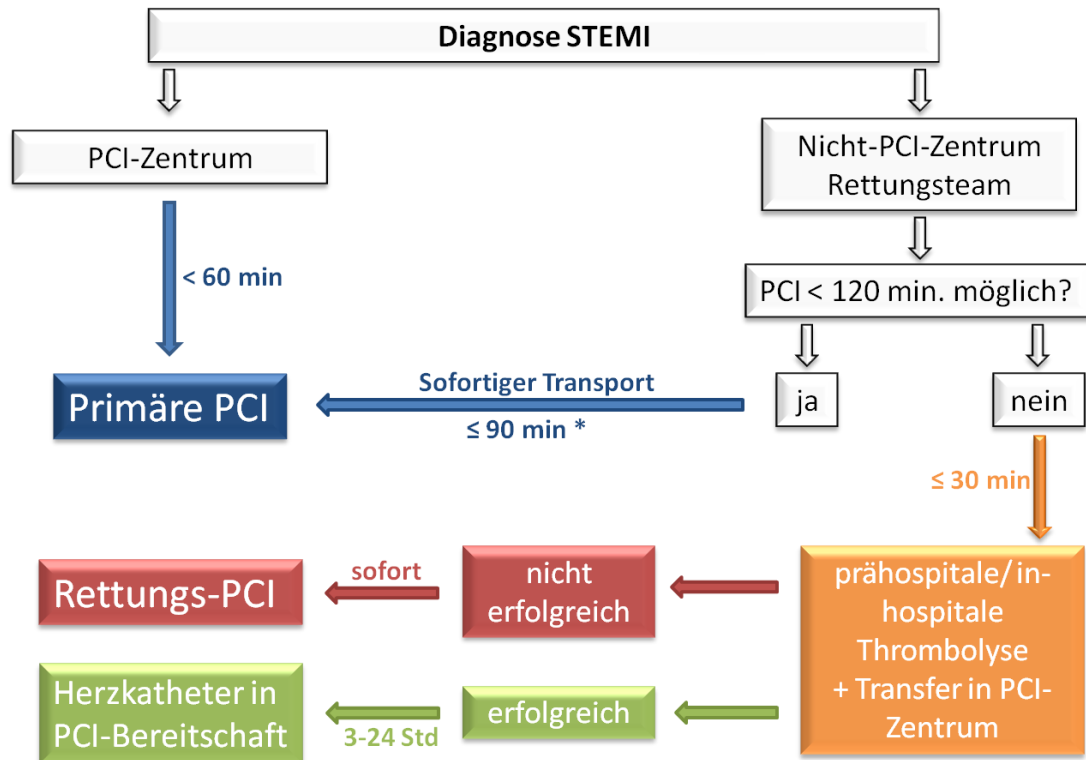 Diagnose STEMI
PCI-Zentrum
Nicht-PCI-Zentrum
Rettungsteam
< 60 min
PCI < 120 min. möglich?
Primäre PCI
Sofortiger Transport
≤ 90 min *
ja
nein
≤ 30 min
Rettungs-PCI
sofort
nicht
erfolgreich
prähospitale/ in-
hospitale
Thrombolyse
+ Transfer in PCI-
Zentrum
Herzkatheter in
PCI-Bereitschaft
3-24 Std
erfolgreich